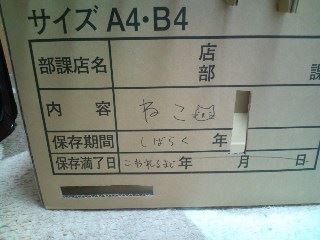 サイズ A4・B4
部課店名 店 部 課
内容 ねこ
保存期間 しばらく 年
保存満了日 こわれるまで 年 月 日